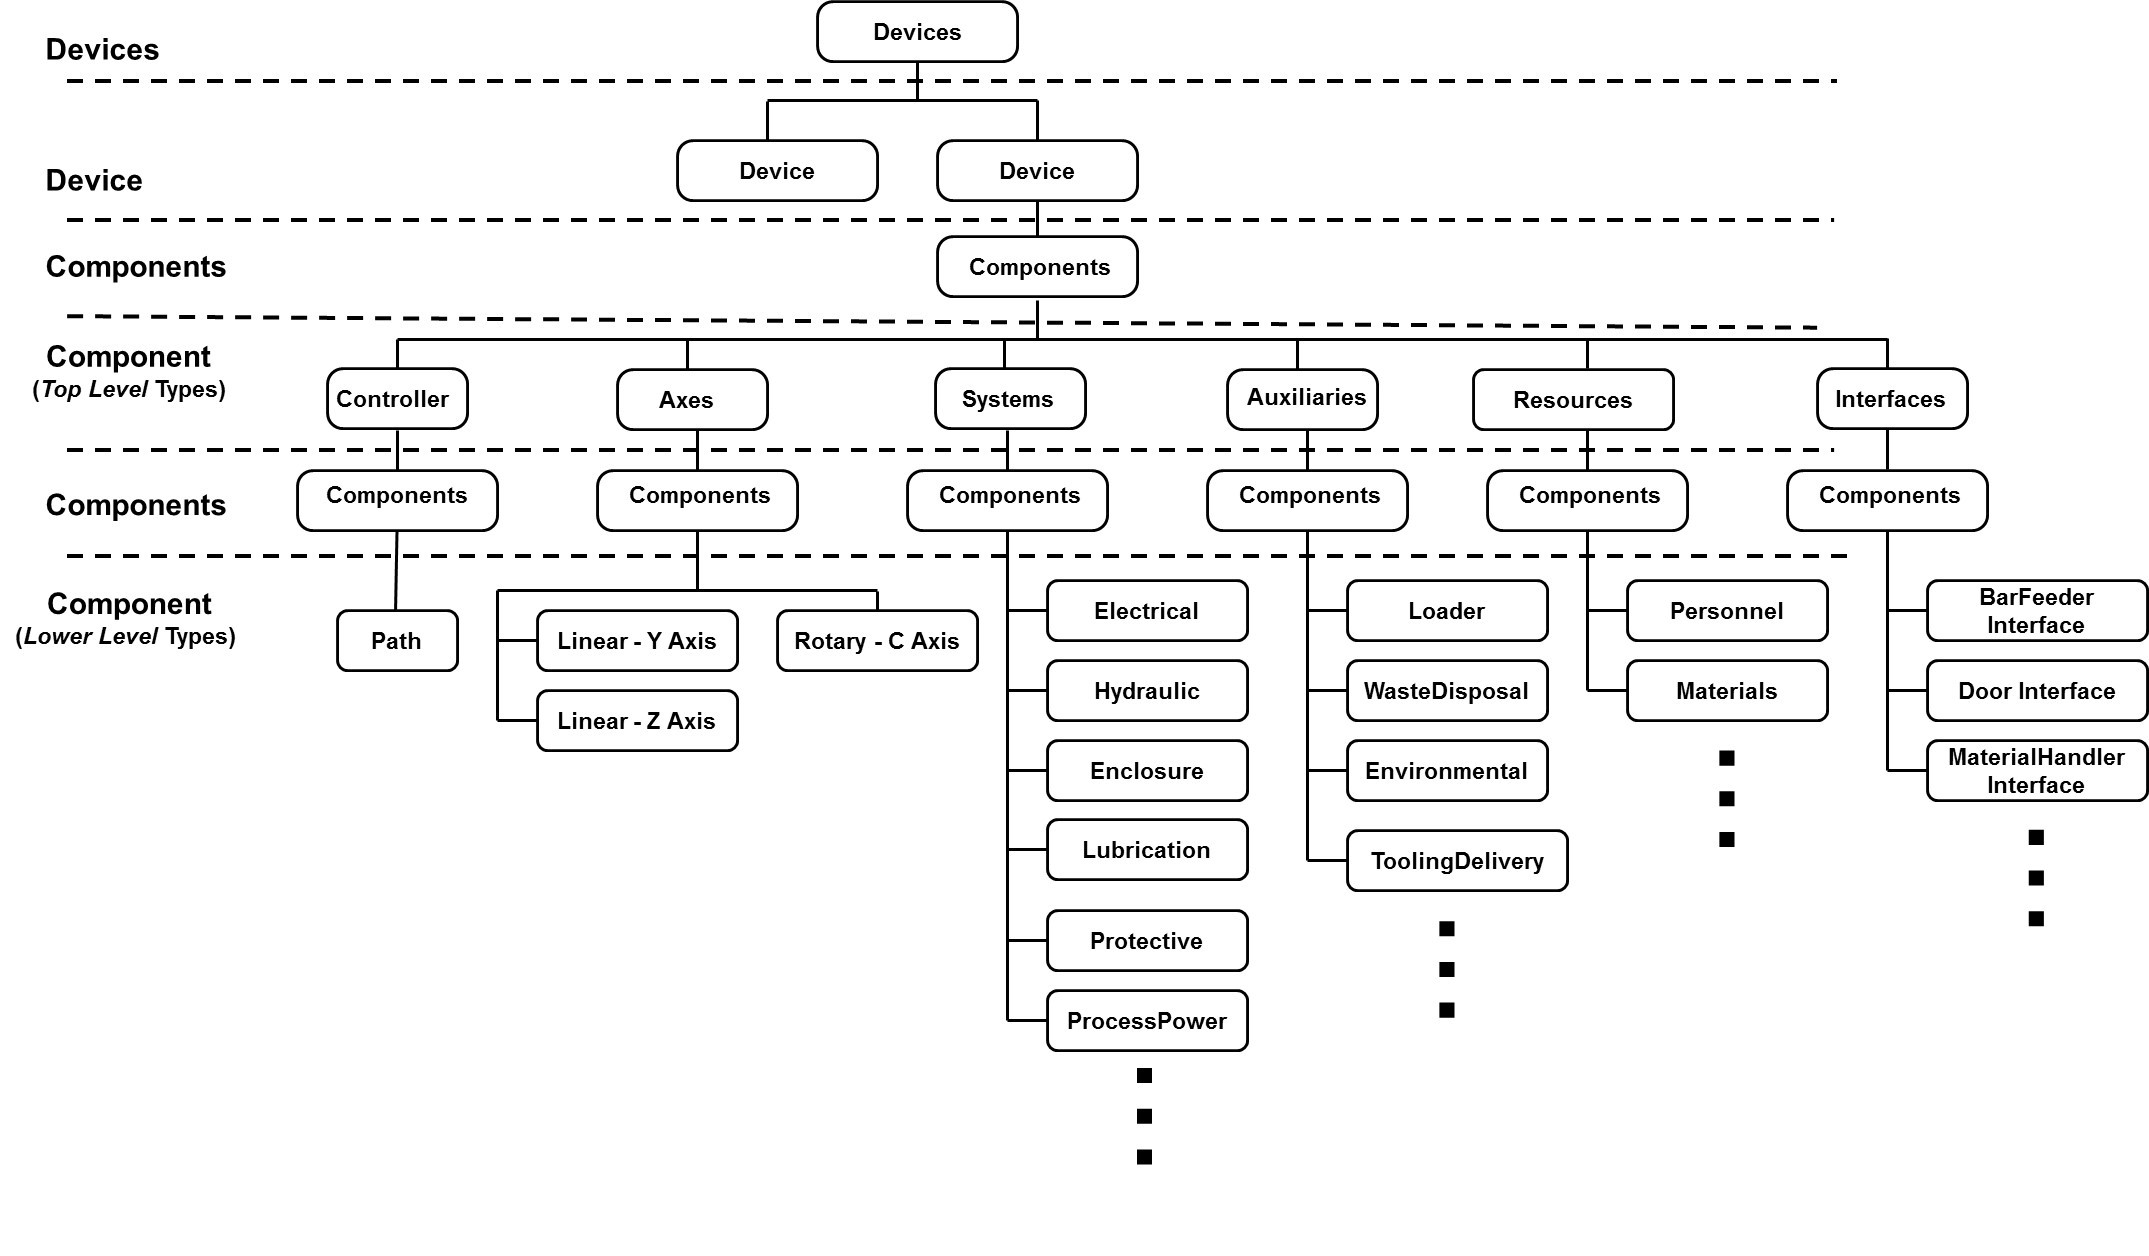 Devices
Devices
Device
Device
Device
Components
Components
Component
(Top Level Types)
Controller
Axes
Systems
Auxiliaries
Resources
Interfaces
Components
Components
Components
Components
Components
Components
Components
Component
(Lower Level Types)
Path
Linear - Y Axis
Linear - Z Axis
Rotary - C Axis
Electrical
Hydraulic
Enclosure
Lubrication
Protective
ProcessPower
Loader
WasteDisposal
Environmental
ToolingDelivery
Personnel
Materials
BarFeeder
Interface
Door Interface
MaterialHandler
Interface